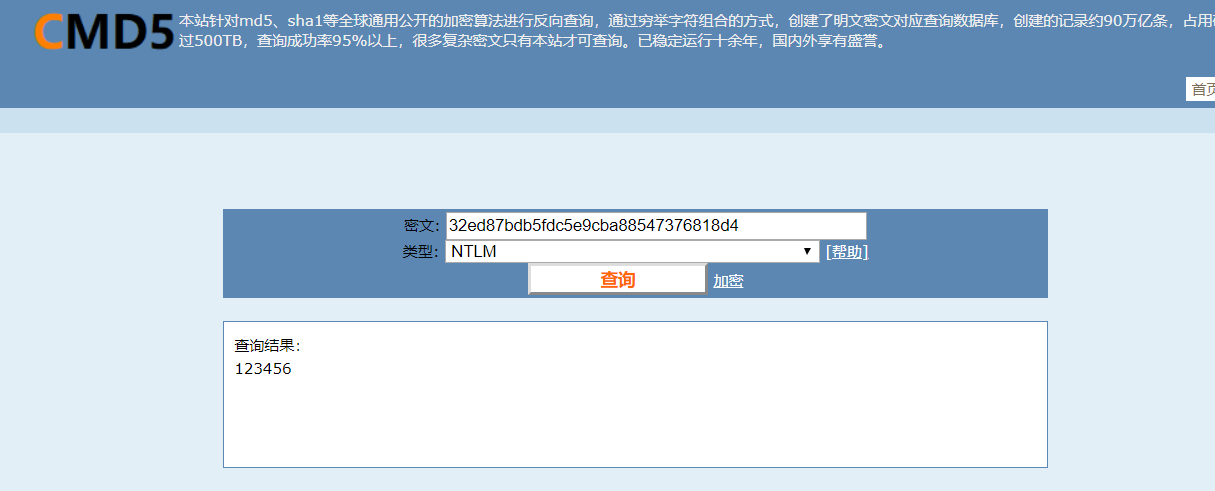 CMD5
本站针对md5、sha1等全球通用公开的加密算法进行反向查询，通过穷举字符组合的方式，创建了明文密文对应查询数据库，创建的记录约90万亿条，占用
过500TB，查询成功率95%以上，很多复杂密文只有本站才可查询。已稳定运行十余年，国内外享有盛誉。
首页
密文：32ed87bdb5fdc5e9cba88547376818d4
类型：NTLM [帮助]
查询 加密
查询结果：
123456